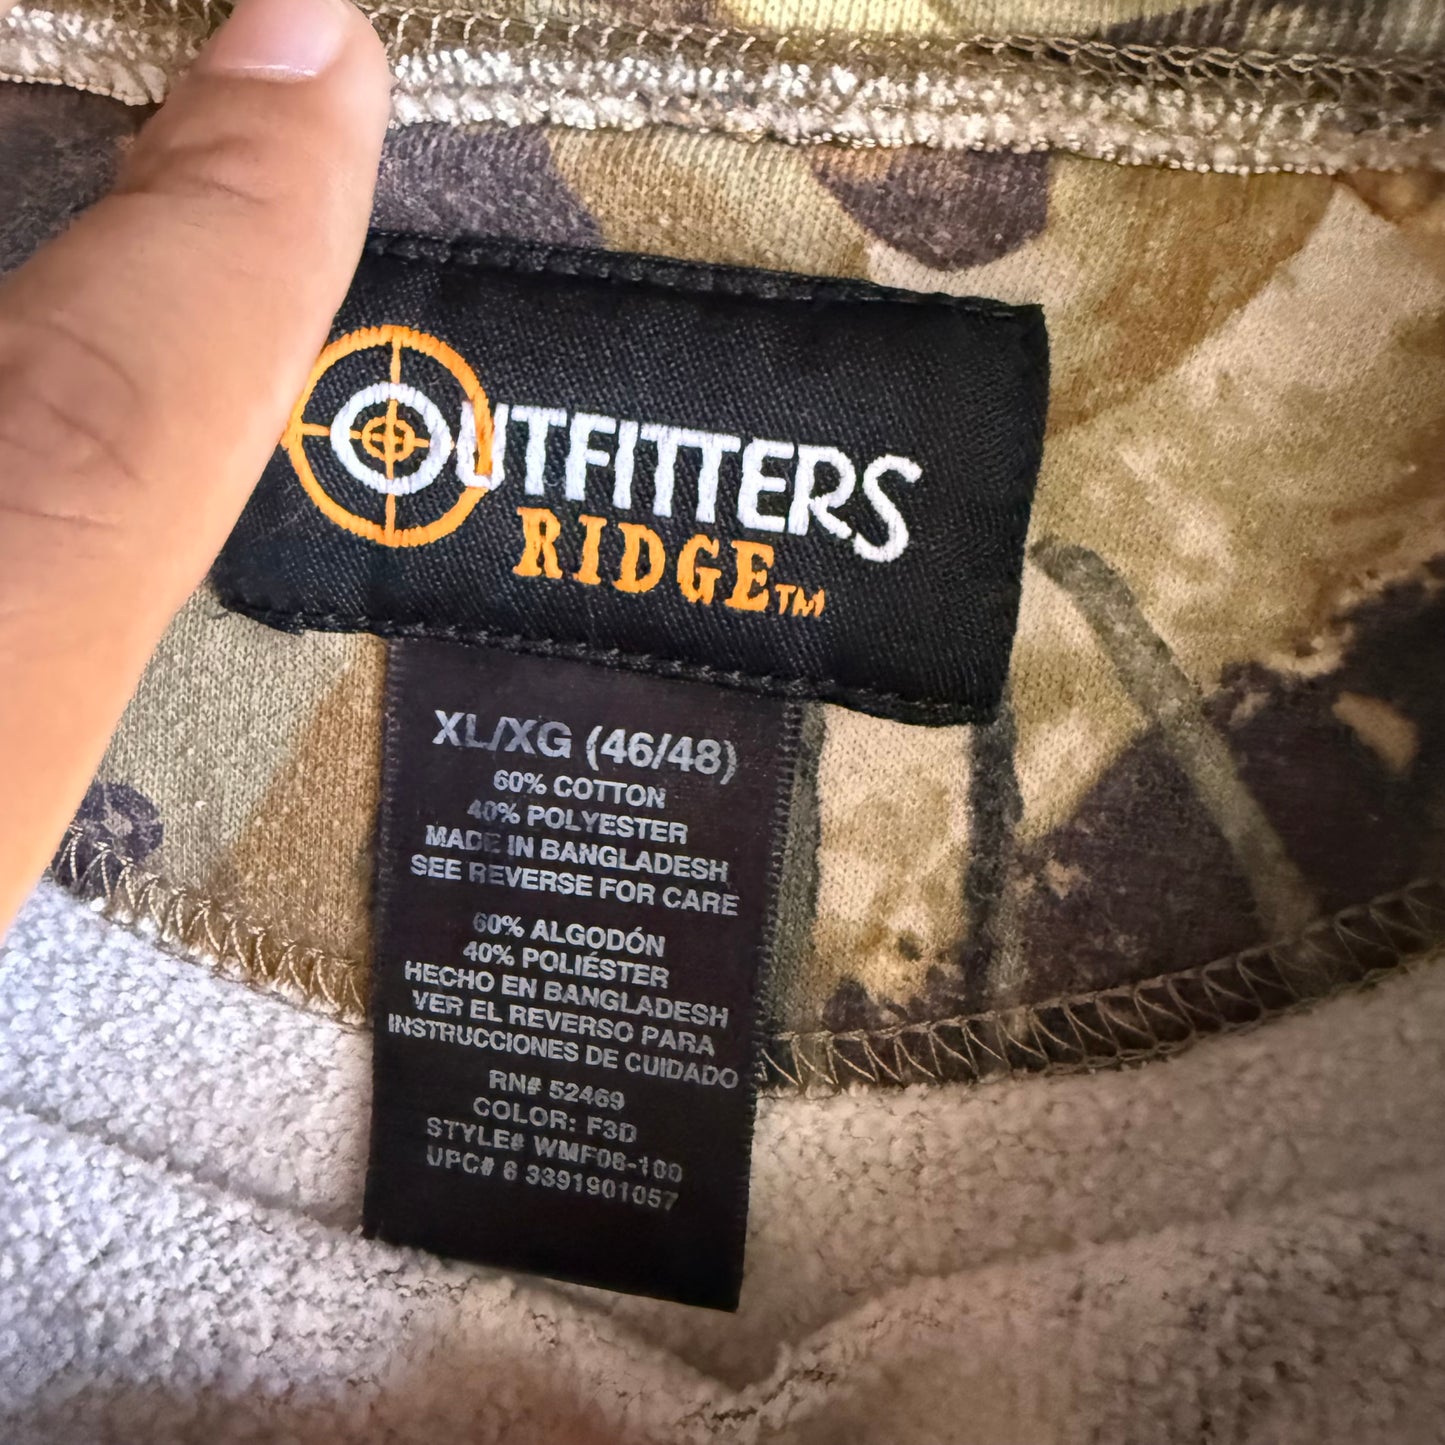 OUTFITTERS
RIDGE™
XL/XG (46/48)
60% COTTON
40% POLYESTER
MADE IN BANGLADESH
SEE REVERSE FOR CARE
60% ALGODÓN
40% POLIÉSTER
HECHO EN BANGLADESH
VER EL REVERSO PARA
INSTRUCCIONES DE CUIDADO
RN# 52469
COLOR: F3D
STYLE# WMF08-100
UPC# 6 3391901057